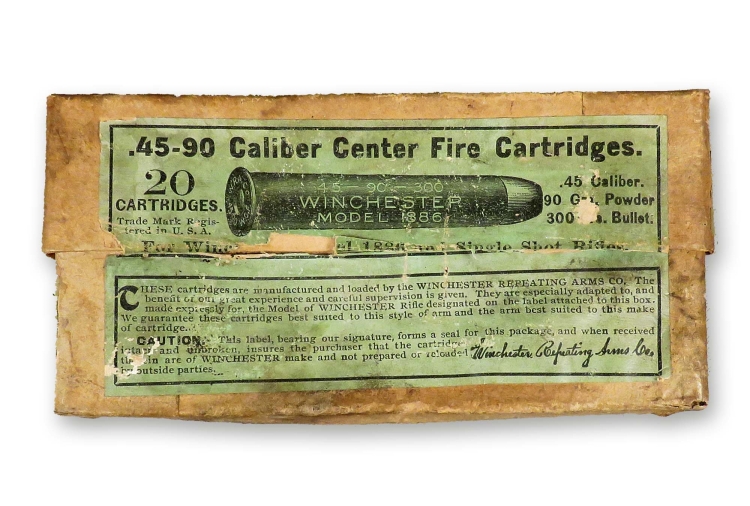 .45-90 Caliber Center Fire Cartridges.
20
CARTRIDGES.
Trade Mark Regis-
tered in U. S. A.
45 90 300
WINCHESTER
MODEL 1886
.45 Caliber.
90 Powder
300 Bullet.
For 1886 and Single Shot Rifles.
THESE cartridges are manufactured and loaded by the WINCHESTER REPEATING ARMS CO. The
benefit of our great experience and careful supervision is given. They are especially adapted to, and
made expressly for, the Model of WINCHESTER Rifle designated on the label attached to this box.
We guarantee these cartridges best suited to this style of arm and the arm best suited to this make
of cartridge.
CAUTION. This label, bearing our signature, forms a seal for this package, and when received
intact and unbroken, insures the purchaser that the cartridges
are of WINCHESTER make and not prepared or reloaded
by outside parties.
Winchester Repeating Arms Co.